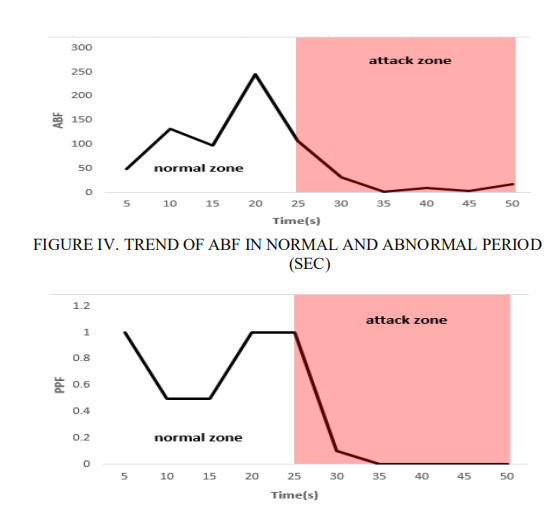 300
250
200
150
100
50
0
ABF
attack zone
normal zone
5 10 15 20 25 30 35 40 45 50
Time(s)
FIGURE IV. TREND OF ABF IN NORMAL AND ABNORMAL PERIOD
(SEC)
1.2
1
0.8
0.6
0.4
0.2
0
PPF
attack zone
normal zone
5 10 15 20 25 30 35 40 45 50
Time(s)